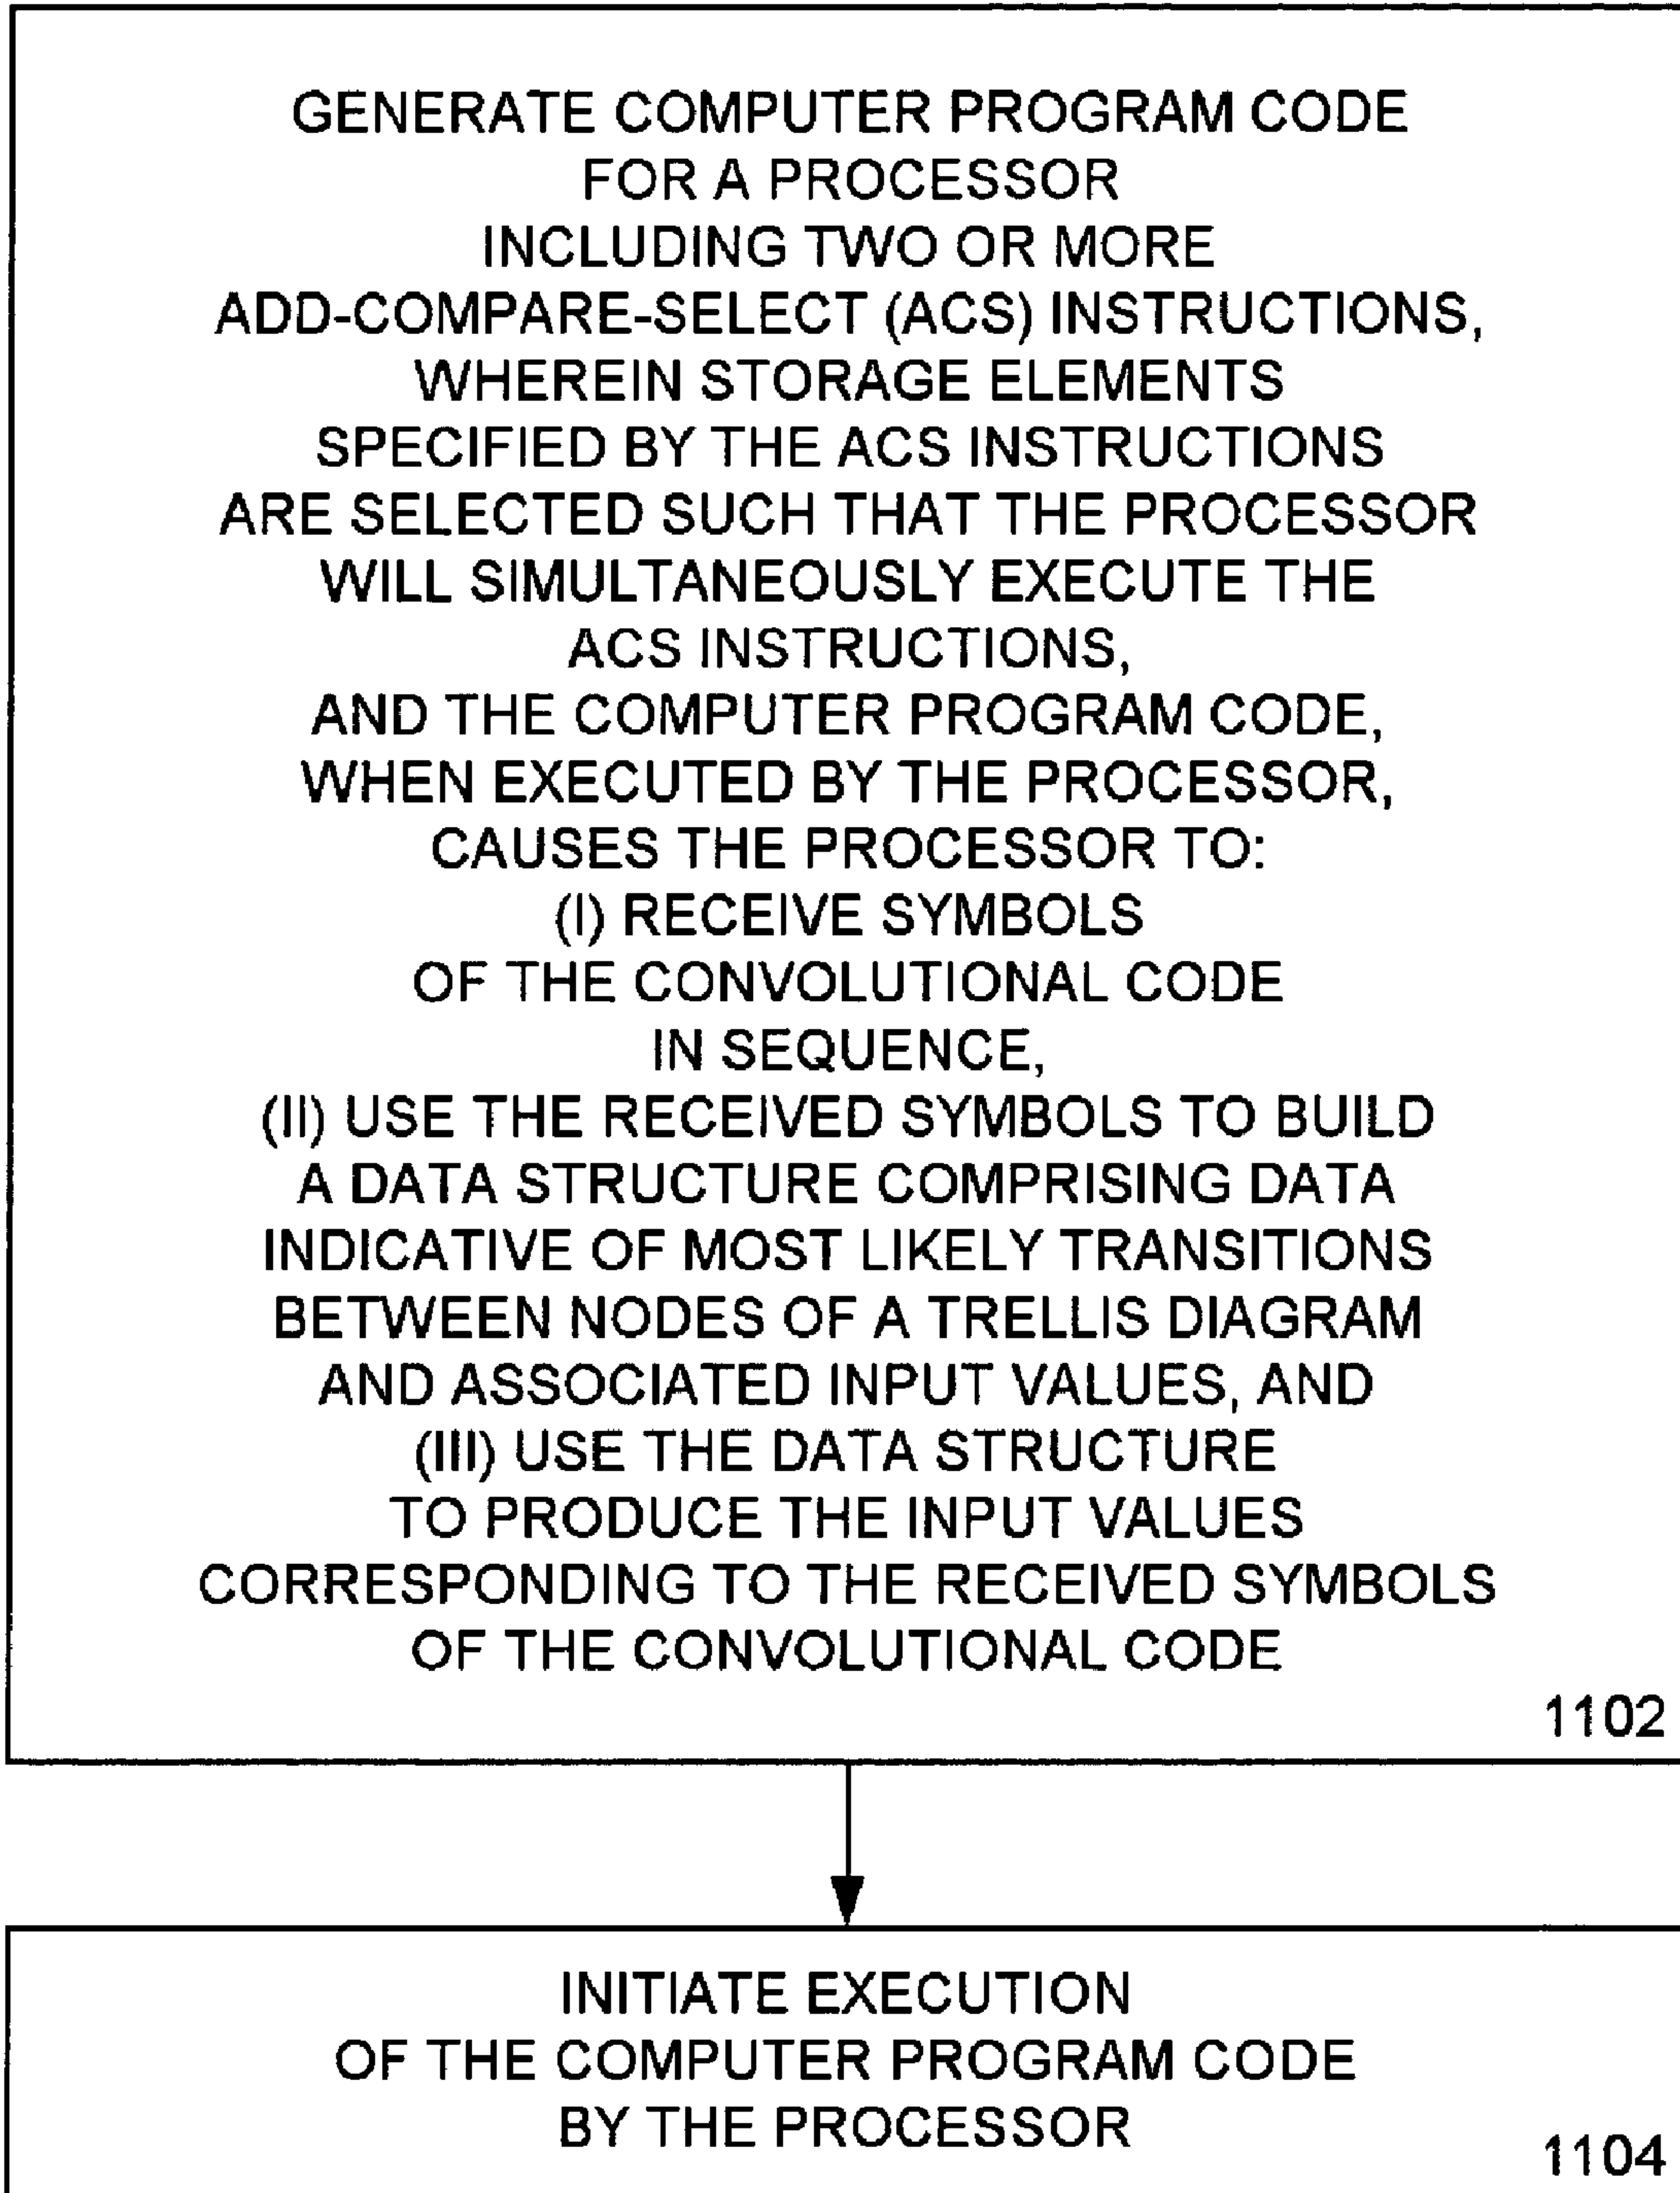 GENERATE COMPUTER PROGRAM CODE
FOR A PROCESSOR
INCLUDING TWO OR MORE
ADD-COMPARE-SELECT (ACS) INSTRUCTIONS,
WHEREIN STORAGE ELEMENTS
SPECIFIED BY THE ACS INSTRUCTIONS
ARE SELECTED SUCH THAT THE PROCESSOR
WILL SIMULTANEOUSLY EXECUTE THE
ACS INSTRUCTIONS,
AND THE COMPUTER PROGRAM CODE,
WHEN EXECUTED BY THE PROCESSOR,
CAUSES THE PROCESSOR TO:
(I) RECEIVE SYMBOLS
OF THE CONVOLUTIONAL CODE
IN SEQUENCE,
(II) USE THE RECEIVED SYMBOLS TO BUILD
A DATA STRUCTURE COMPRISING DATA
INDICATIVE OF MOST LIKELY TRANSITIONS
BETWEEN NODES OF A TRELLIS DIAGRAM
AND ASSOCIATED INPUT VALUES, AND
(III) USE THE DATA STRUCTURE
TO PRODUCE THE INPUT VALUES
CORRESPONDING TO THE RECEIVED SYMBOLS
OF THE CONVOLUTIONAL CODE
1102
INITIATE EXECUTION
OF THE COMPUTER PROGRAM CODE
BY THE PROCESSOR
1104